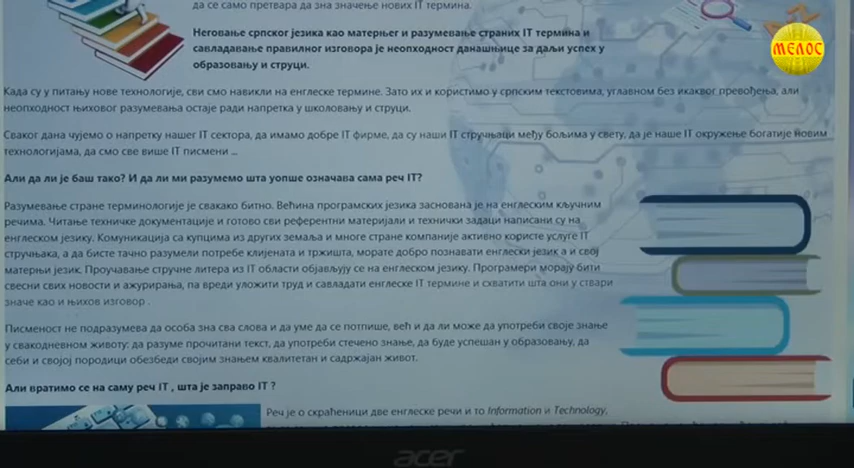 да се само претвара да зна значење нових IT термина.
МЕЛОС
Неговање српског језика као матерњег и разумевање страних IT термина и
савладавање правилног изговора је неопходност данашњице за даљи успех у
образовању и струци.
Када су у питању нове технологије, сви смо навикли на енглеске термине. Зато их и користимо у српским текстовима, углавном без икаквог превођења, али
неопходност њиховог разумевања остаје ради напретка у школовању и струци.
Сваког дана чујемо о напретку нашег IT сектора, да имамо добре IT фирме, да су наши IT стручњаци међу бољима у свету, да је наше IT окружење богатије новим
технологијама, да смо све више IT писмени ...
Али да ли је баш тако? И да ли ми разумемо шта уопше означава сама реч IT?
Разумевање стране терминологије је свакако битно. Већина програмских језика заснована је на енглеским кључним
речима. Читање техничке документације и готово сви референтни материјали и технички задаци написани су на
енглеском језику. Комуникација са купцима из других земаља и многе стране компаније активно користе услуге IT
стручњака, а да бисте тачно разумели потребе клијената и тржишта, морате добро познавати енглески језик а и свој
матерњи језик. Проучавање стручне литера из IT области објављују се на енглеском језику. Програмери морају бити
свесни свих новости и ажурирања, па вреди уложити труд и савладати енглеске IT термине и схватити шта они у ствари
значе као и њихов изговор .
Писменост не подразумева да особа зна сва слова и да уме да се потпише, већ и да ли може да употреби своје знање
у свакодневном животу: да разуме прочитани текст, да употреби стечено знање, да буде успешан у образовању, да
себи и својој породици обезбеди својим знањем квалитетан и садржајан живот.
Али вратимо се на саму реч IT , шта је заправо IT ?
Реч је о скраћеници две енглеске речи и то Information и Technology,
acer